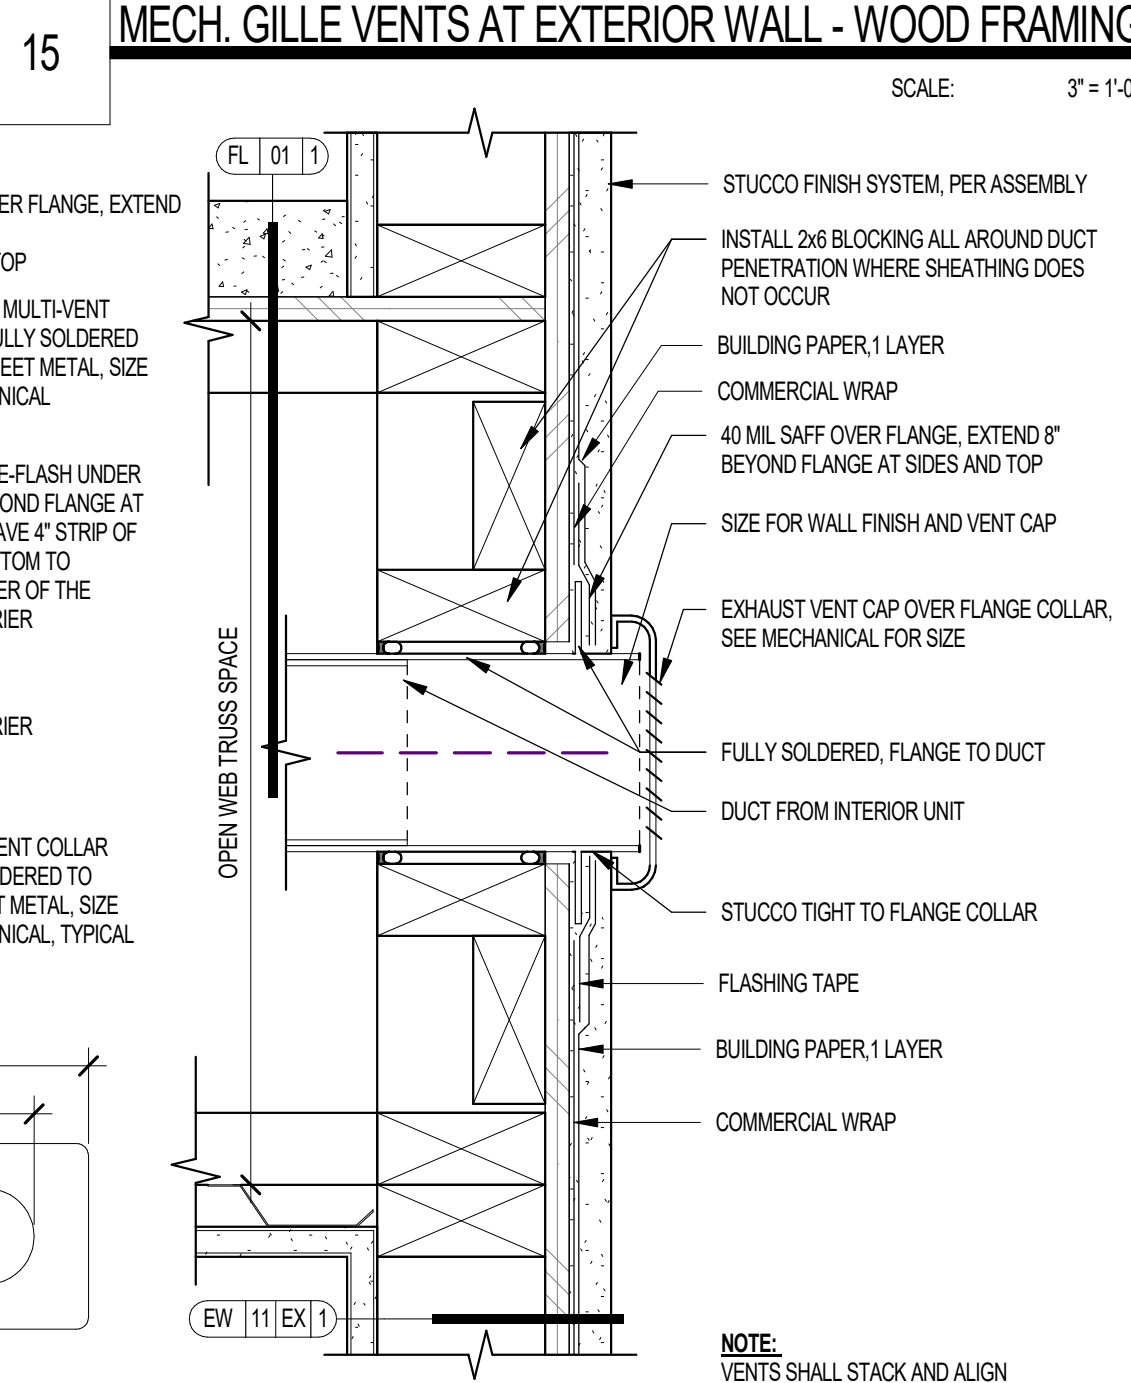 15
MECH. GILLE VENTS AT EXTERIOR WALL - WOOD FRAMING
SCALE: 3" = 1'-0
FL 01 1
ER FLANGE, EXTEND
TOP
MULTI-VENT
ULLY SOLDERED
EET METAL, SIZE
NICAL
E-FLASH UNDER
OND FLANGE AT
AVE 4" STRIP OF
TTOM TO
ER OF THE
RIER
RIER
ENT COLLAR
DERED TO
T METAL, SIZE
NICAL, TYPICAL
OPEN WEB TRUSS SPACE
STUCCO FINISH SYSTEM, PER ASSEMBLY
INSTALL 2x6 BLOCKING ALL AROUND DUCT
PENETRATION WHERE SHEATHING DOES
NOT OCCUR
BUILDING PAPER,1 LAYER
COMMERCIAL WRAP
40 MIL SAFF OVER FLANGE, EXTEND 8"
BEYOND FLANGE AT SIDES AND TOP
SIZE FOR WALL FINISH AND VENT CAP
EXHAUST VENT CAP OVER FLANGE COLLAR,
SEE MECHANICAL FOR SIZE
FULLY SOLDERED, FLANGE TO DUCT
DUCT FROM INTERIOR UNIT
STUCCO TIGHT TO FLANGE COLLAR
FLASHING TAPE
BUILDING PAPER,1 LAYER
COMMERCIAL WRAP
EW 11 EX 1
NOTE:
VENTS SHALL STACK AND ALIGN